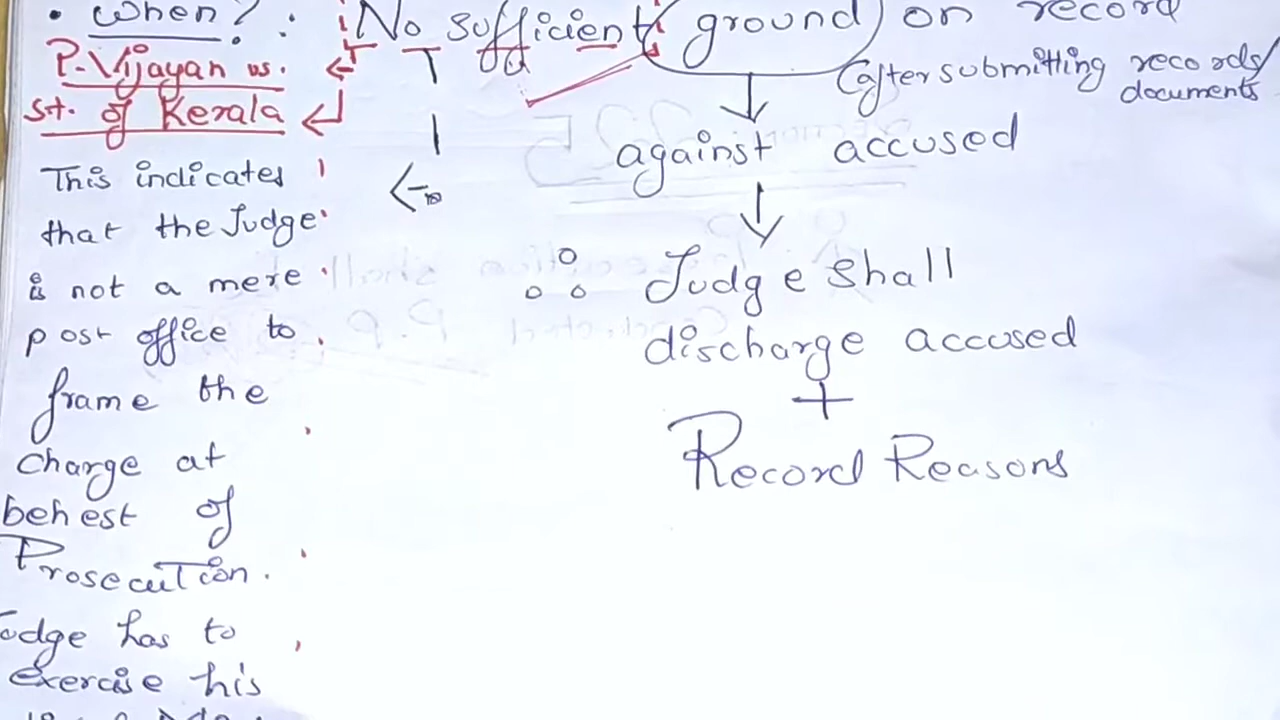 • When? : No sufficient ground on record
(after submitting records/
documents
against accused
∴ Judge shall
discharge accused
+
Record Reasons
P. Vijayan vs.
st. of Kerala
This indicates
that the Judge
is not a mere
post office to
frame the
charge at
behest of
Prosecution.
Judge has to
exercise his